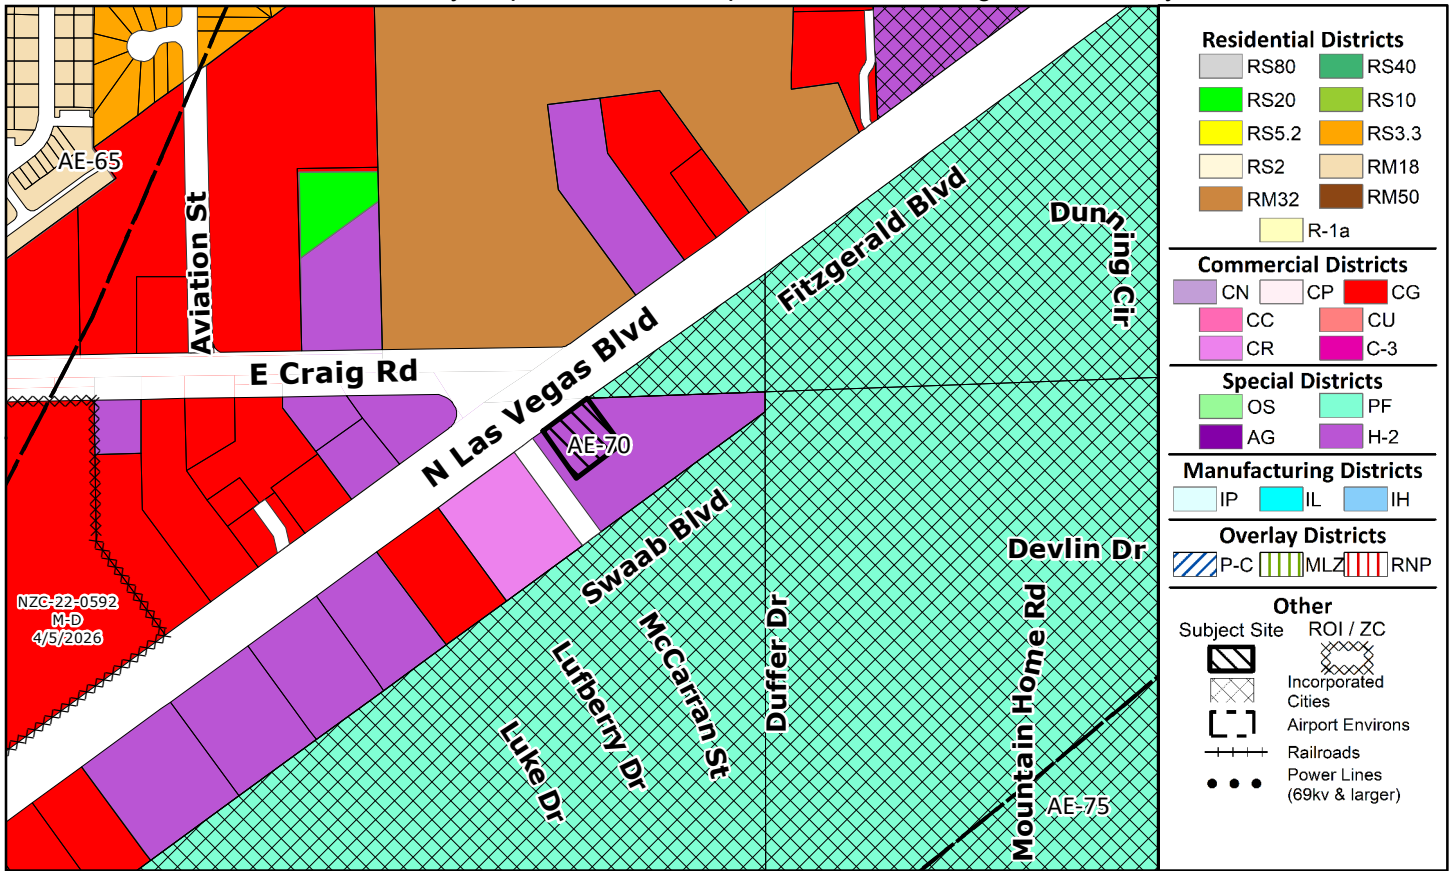 AE-65
Aviation St
E Craig Rd
N Las Vegas Blvd
AE-70
Fitzgerald Blvd
Dunning Cir
Swaab Blvd
Devlin Dr
NZC-22-0592
M-D
4/5/2026
Lufberry Dr
McCarran St
Duffer Dr
Mountain Home Rd
Luke Dr
AE-75
Residential Districts
RS80
RS40
RS20
RS10
RS5.2
RS3.3
RS2
RM18
RM32
RM50
R-1a
Commercial Districts
CN
CP
CG
CC
CU
CR
C-3
Special Districts
OS
PF
AG
H-2
Manufacturing Districts
IP
IL
IH
Overlay Districts
P-C
MLZ
RNP
Other
Subject Site
ROI / ZC
Incorporated
Cities
Airport Environs
Railroads
Power Lines
(69kv & larger)